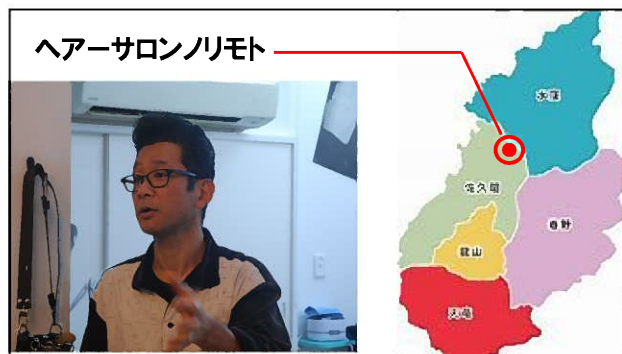 ヘアーサロンノリモト
水窪
佐久間
春野
龍山
天竜